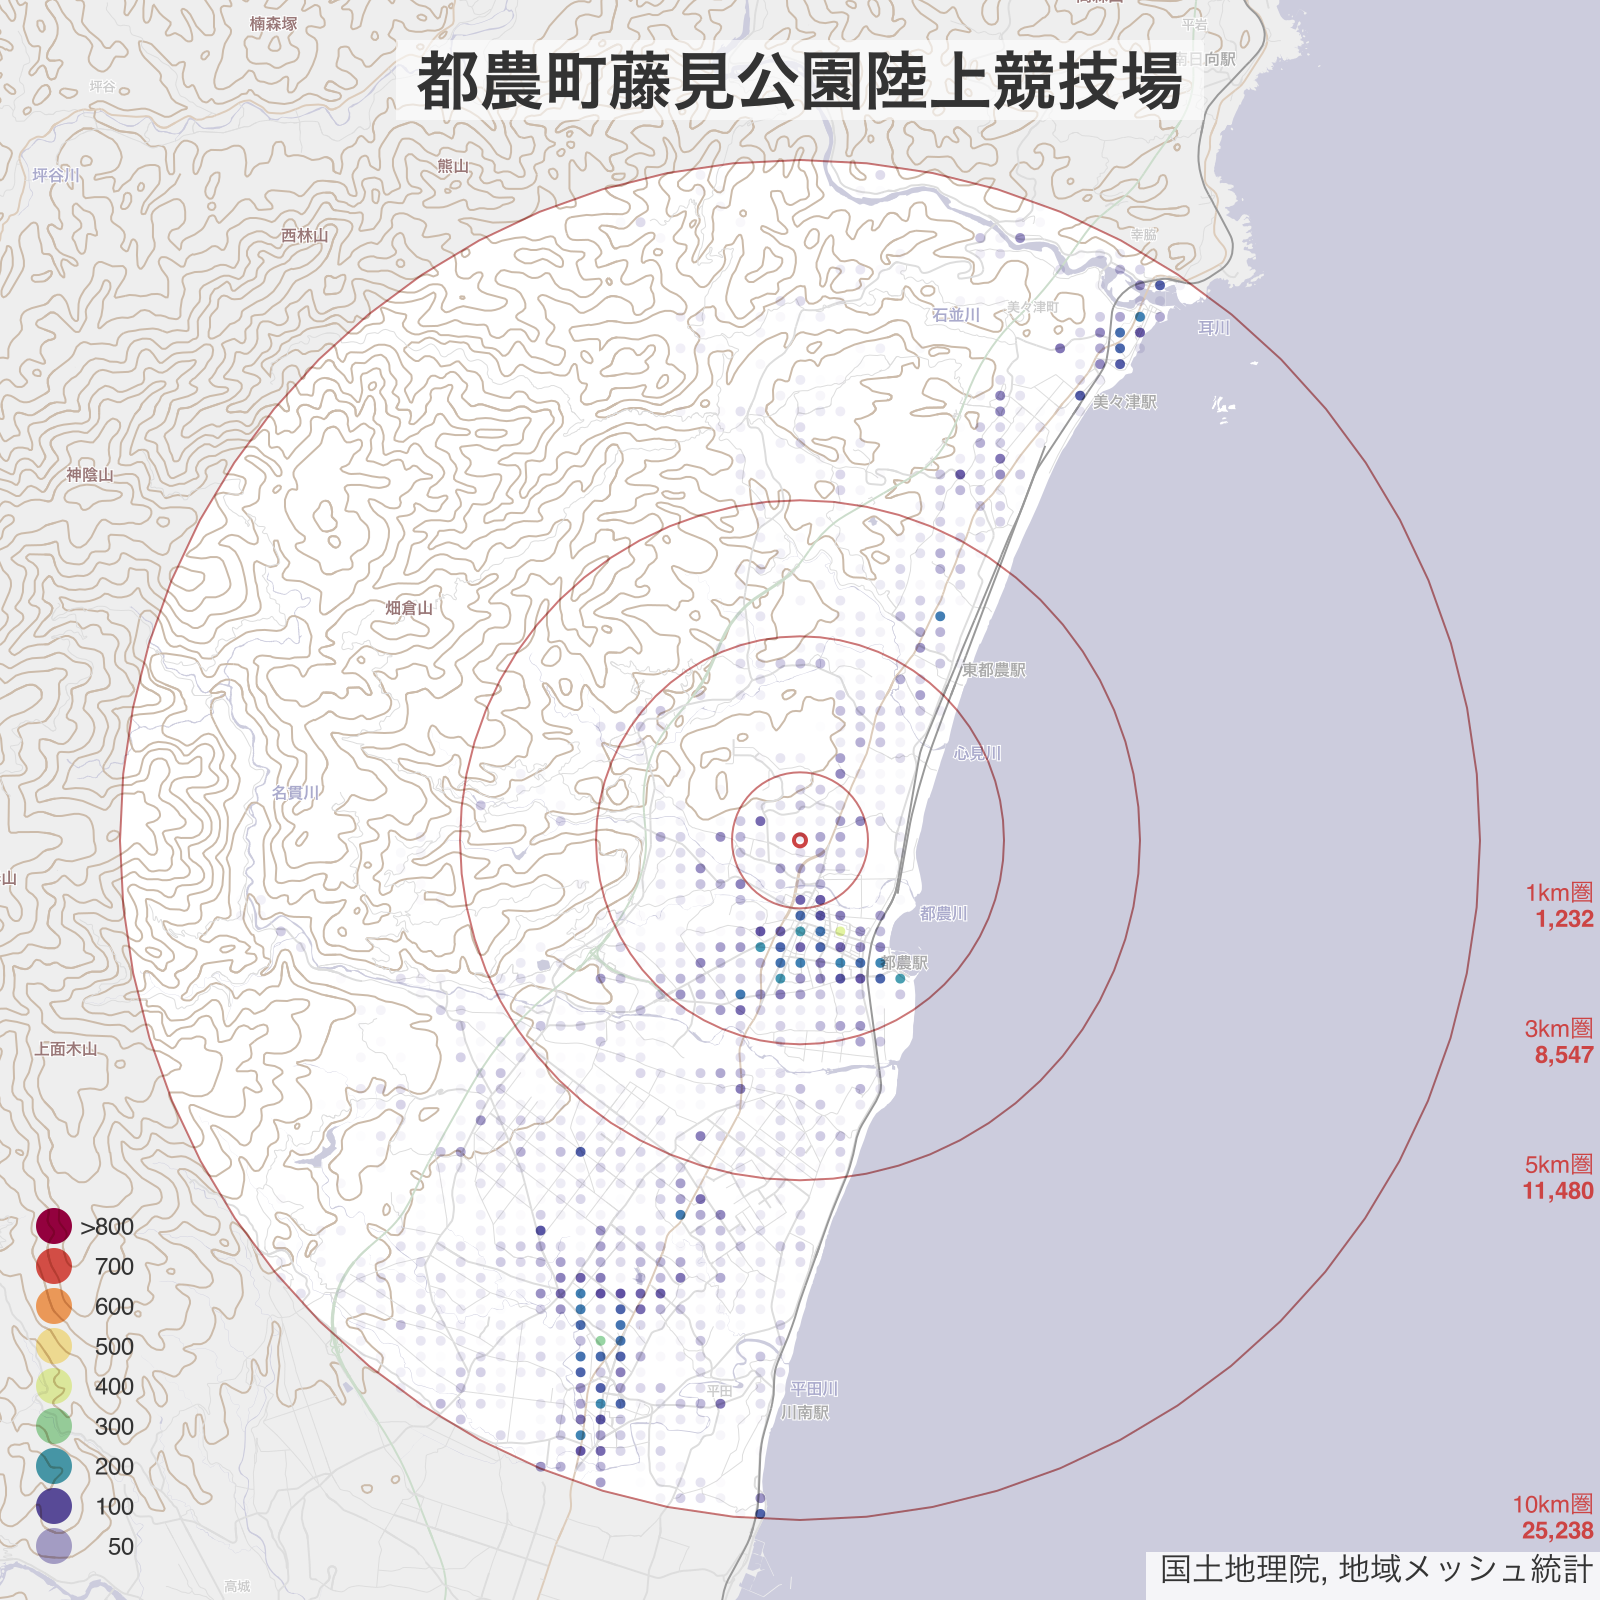 楠森塚
平岩
坪谷
南日向駅
都農町藤見公園陸上競技場
熊山
坪谷川
西林山
幸脇
石並川
美々津町
耳川
美々津駅
神陰山
畑倉山
東都農駅
心見川
名貫川
山
1km圏
1,232
都農川
都農駅
3km圏
8,547
上面木山
5km圏
11,480
>800
700
600
500
400
300
200
100
50
平田
平田川
川南駅
10km圏
25,238
国土地理院, 地域メッシュ統計
高城